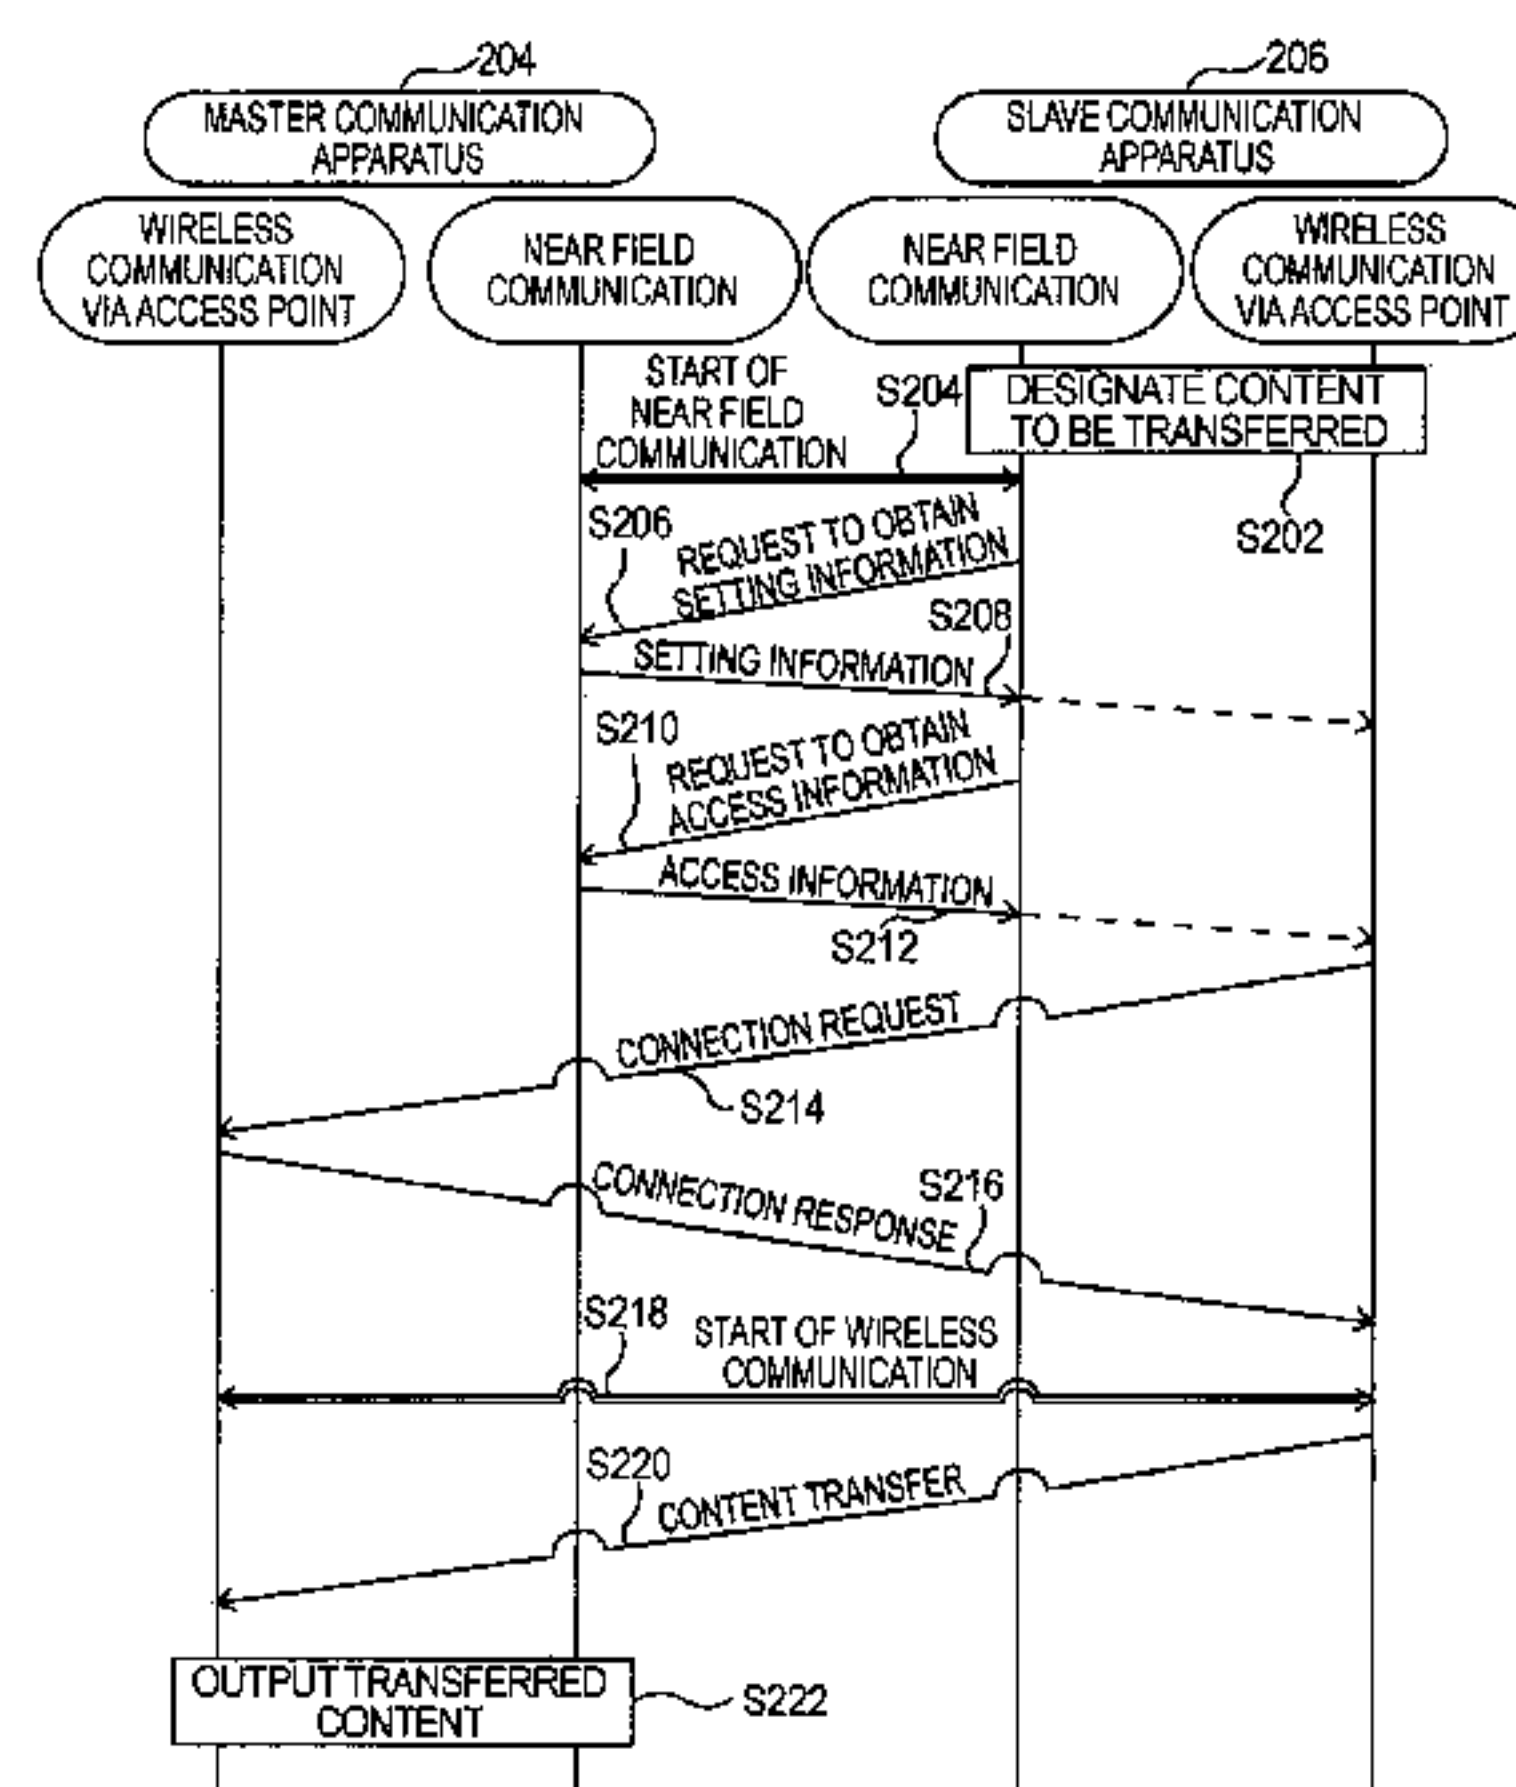 204
206
MASTER COMMUNICATION
APPARATUS
SLAVE COMMUNICATION
APPARATUS
WIRELESS
COMMUNICATION
VIA ACCESS POINT
NEAR FIELD
COMMUNICATION
NEAR FIELD
COMMUNICATION
WIRELESS
COMMUNICATION
VIA ACCESS POINT
START OF
NEAR FIELD
COMMUNICATION
S204
DESIGNATE CONTENT
TO BE TRANSFERRED
S202
S206
REQUEST TO OBTAIN
SETTING INFORMATION
S208
SETTING INFORMATION
S210
REQUEST TO OBTAIN
ACCESS INFORMATION
ACCESS INFORMATION
S212
CONNECTION REQUEST
S214
CONNECTION RESPONSE
S216
S218
START OF WIRELESS
COMMUNICATION
S220
CONTENT TRANSFER
OUTPUT TRANSFERRED
CONTENT
S222